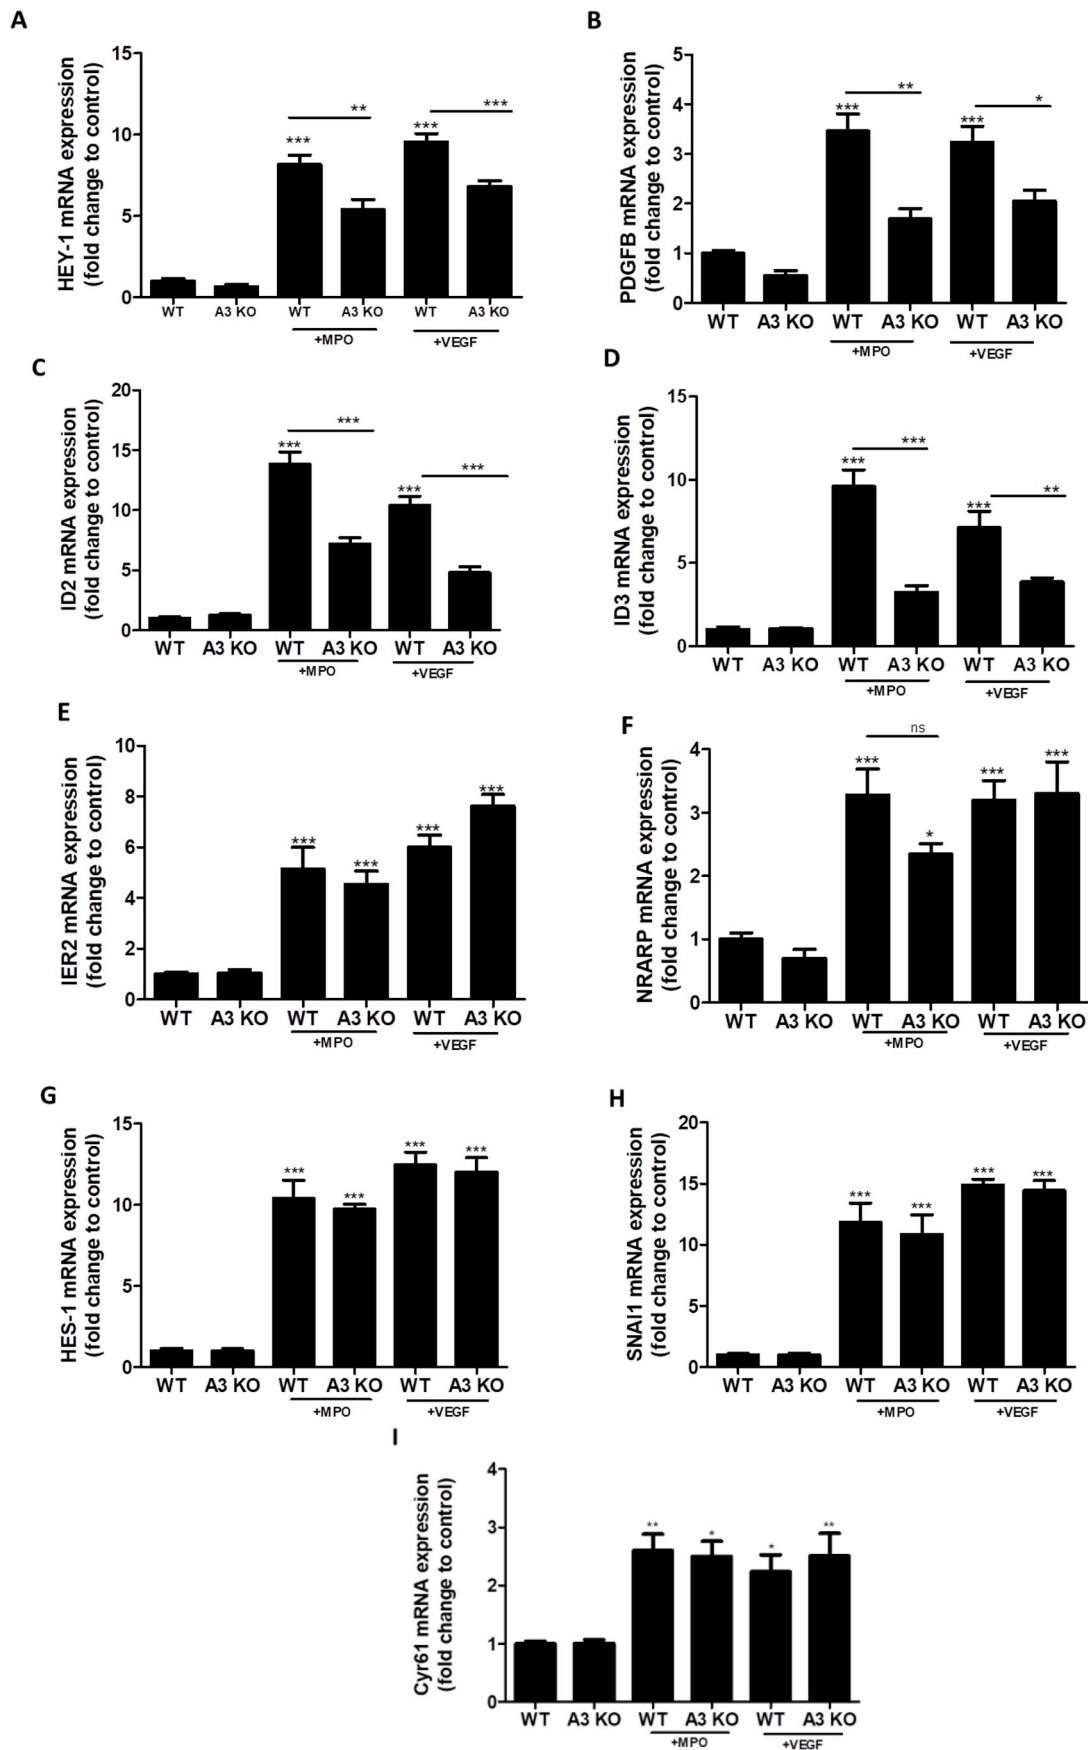 A
HEY-1 mRNA expression
(fold change to control)
15
10
5
0
***
**
***
***
WT A3 KO WT A3 KO WT A3 KO
+MPO +VEGF
B
PDGFB mRNA expression
(fold change to control)
5
4
3
2
1
0
***
**
***
*
WT A3 KO WT A3 KO WT A3 KO
+MPO +VEGF
C
ID2 mRNA expression
(fold change to control)
20
15
10
5
0
***
***
***
***
WT A3 KO WT A3 KO WT A3 KO
+MPO +VEGF
D
ID3 mRNA expression
(fold change to control)
15
10
5
0
***
***
***
**
WT A3 KO WT A3 KO WT A3 KO
+MPO +VEGF
E
IER2 mRNA expression
(fold change to control)
10
8
6
4
2
0
***
***
***
***
WT A3 KO WT A3 KO WT A3 KO
+MPO +VEGF
F
NRARP mRNA expression
(fold change to control)
4
3
2
1
0
ns
***
*
***
***
WT A3 KO WT A3 KO WT A3 KO
+MPO +VEGF
G
HES-1 mRNA expression
(fold change to control)
15
10
5
0
***
***
***
***
WT A3 KO WT A3 KO WT A3 KO
+MPO +VEGF
H
SNAI1 mRNA expression
(fold change to control)
20
15
10
5
0
***
***
***
***
WT A3 KO WT A3 KO WT A3 KO
+MPO +VEGF
I
Cyr61 mRNA expression
(fold change to control)
4
3
2
1
0
**
*
*
**
WT A3 KO WT A3 KO WT A3 KO
+MPO +VEGF